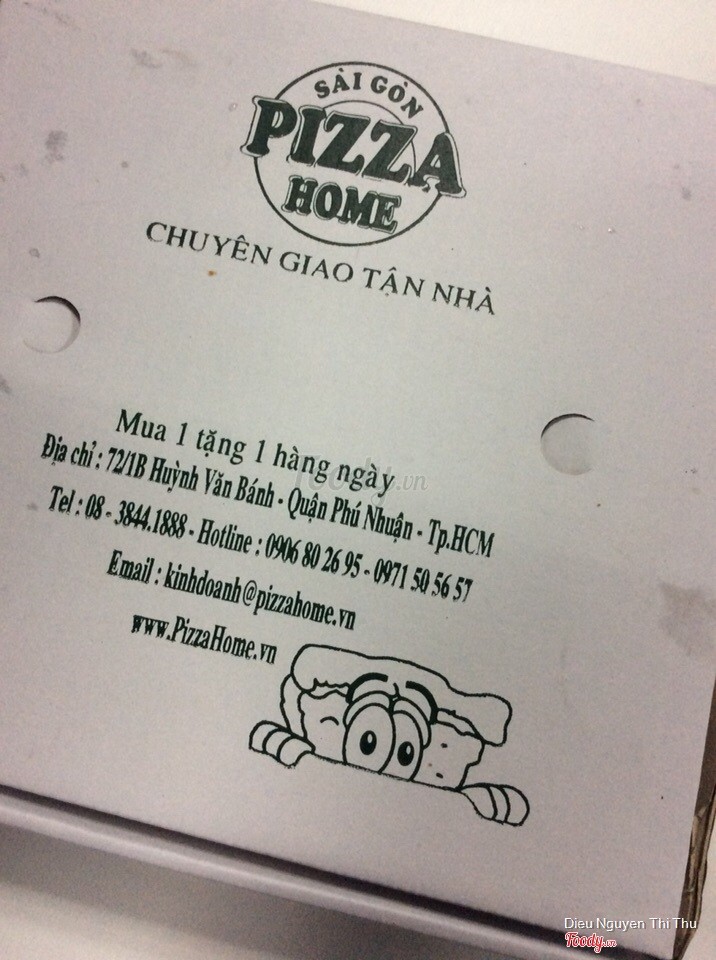 SÀI GÒN
PIZZA
HOME
CHUYÊN GIAO TẬN NHÀ
Mua 1 tặng 1 hàng ngày
Địa chỉ : 72/1B Huỳnh Văn Bánh - Quận Phú Nhuận - Tp.HCM
Tel : 08 - 3844.1888 - Hotline : 0906 80 26 95 - 0971 50 56 57
Email : kinhdoanh@pizzahome.vn
www.PizzaHome.vn
Foody.vn
Dieu Nguyen Thi Thu
Foody.vn